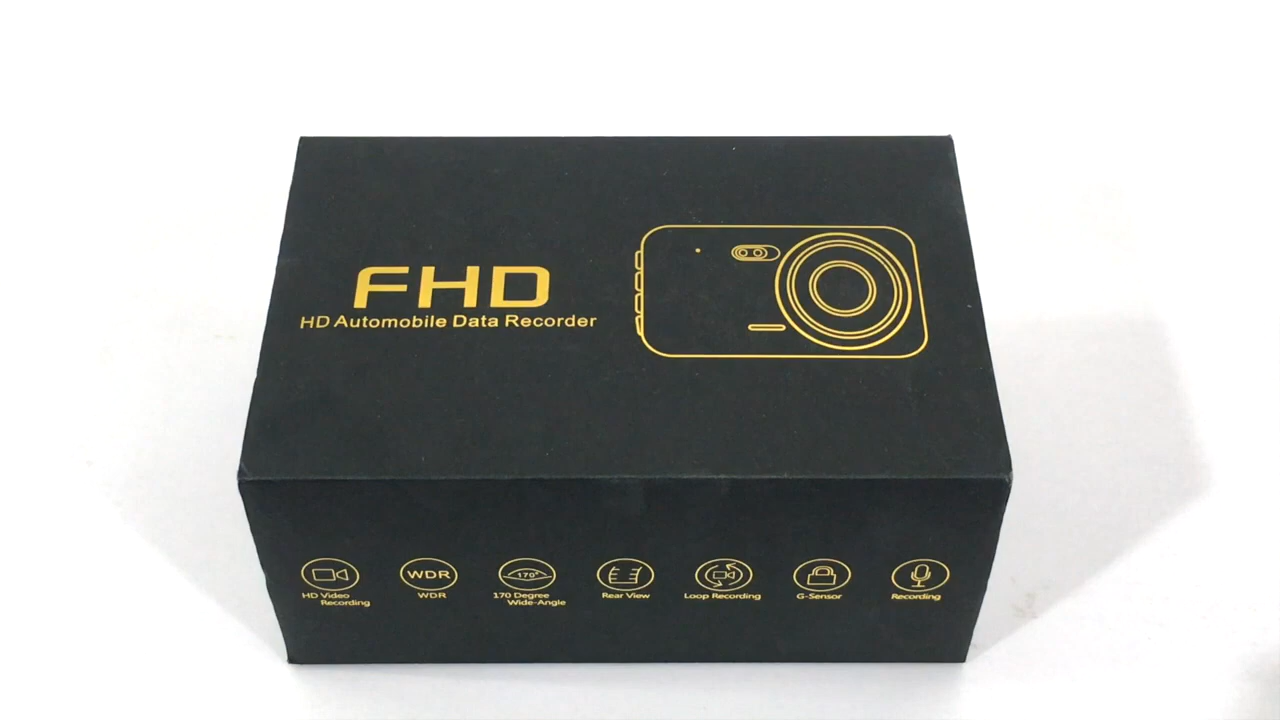 FHD
HD Automobile Data Recorder
WDR
170°
HD Video
Recording
WDR
170 Degree
Wide-Angle
Rear View
Loop Recording
G-Sensor
Recording